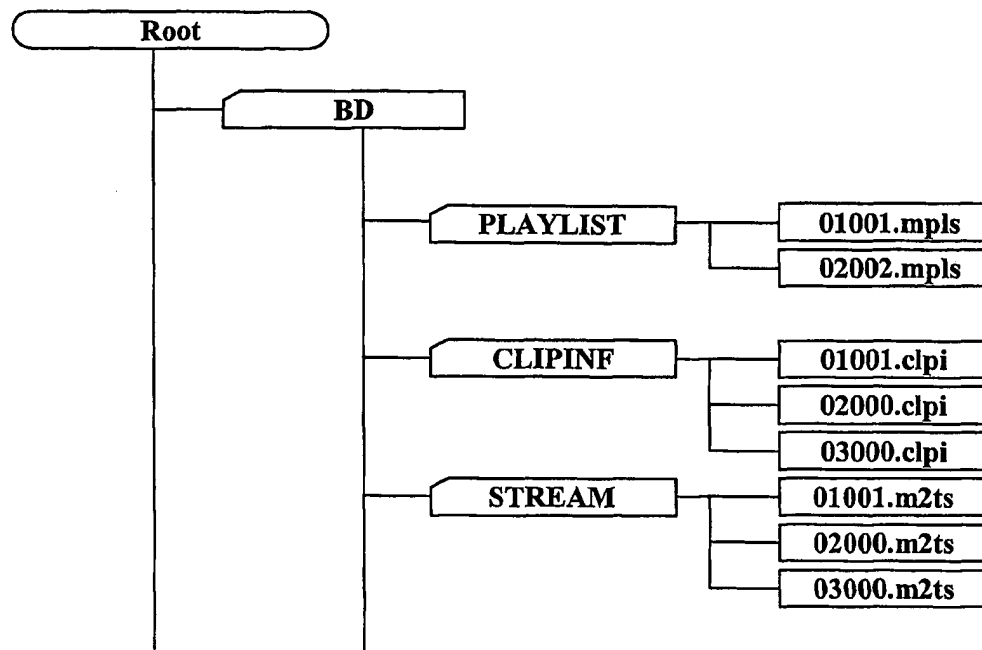 Root
BD
PLAYLIST
01001.mpls
02002.mpls
CLIPINF
01001.clpi
02000.clpi
03000.clpi
STREAM
01001.m2ts
02000.m2ts
03000.m2ts